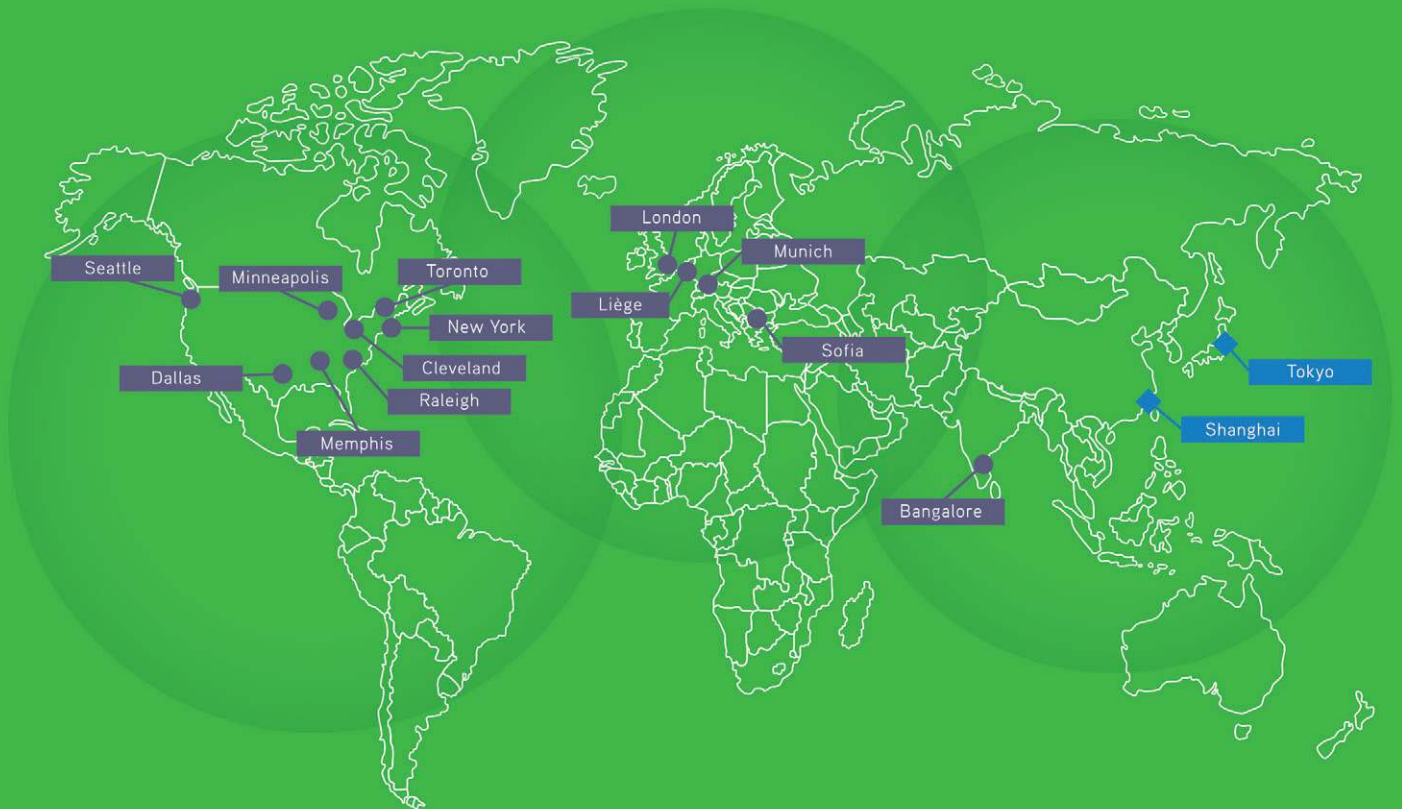 London
Munich
Seattle
Minneapolis
Toronto
Liège
New York
Sofia
Cleveland
Tokyo
Dallas
Raleigh
Shanghai
Memphis
Bangalore